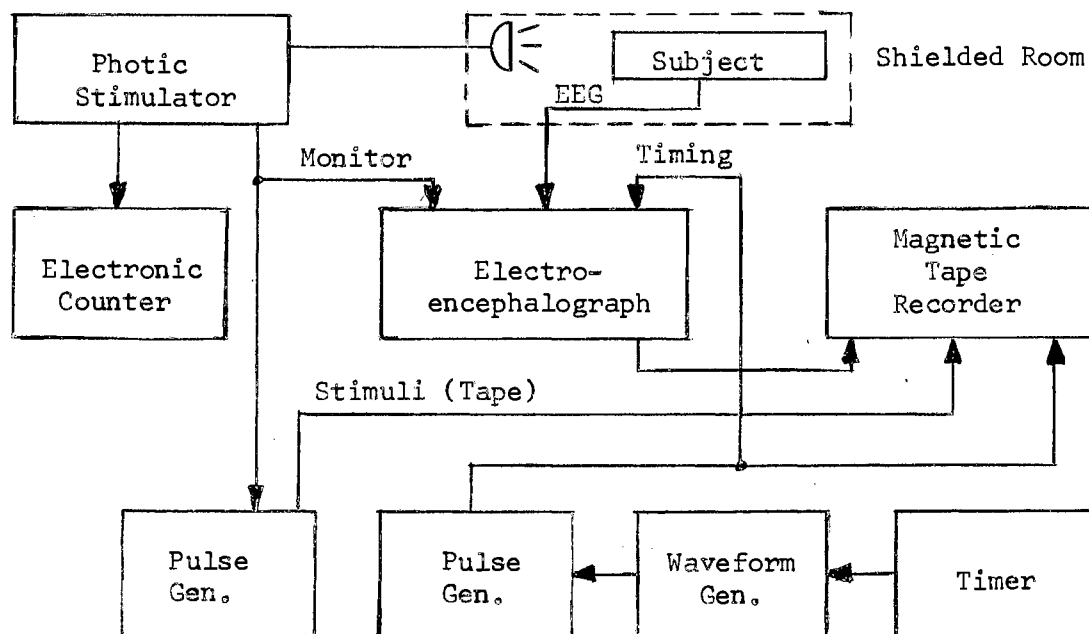 Photic
Stimulator
Subject
Shielded Room
EEG
Monitor
Timing
Electronic
Counter
Electro-
encephalograph
Magnetic
Tape
Recorder
Stimuli (Tape)
Pulse
Gen.
Pulse
Gen.
Waveform
Gen.
Timer